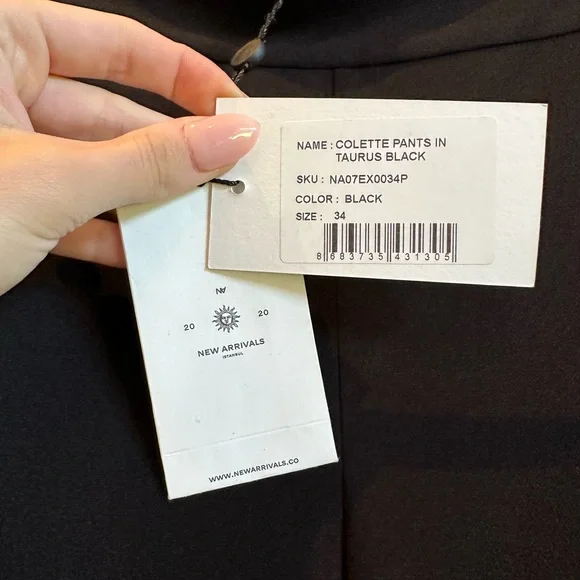 NAME : COLETTE PANTS IN
TAURUS BLACK
SKU : NA07EX0034P
COLOR : BLACK
SIZE : 34
8 683735 431305
NA
20 20
NEW ARRIVALS
ISTANBUL
WWW.NEWARRIVALS.CO